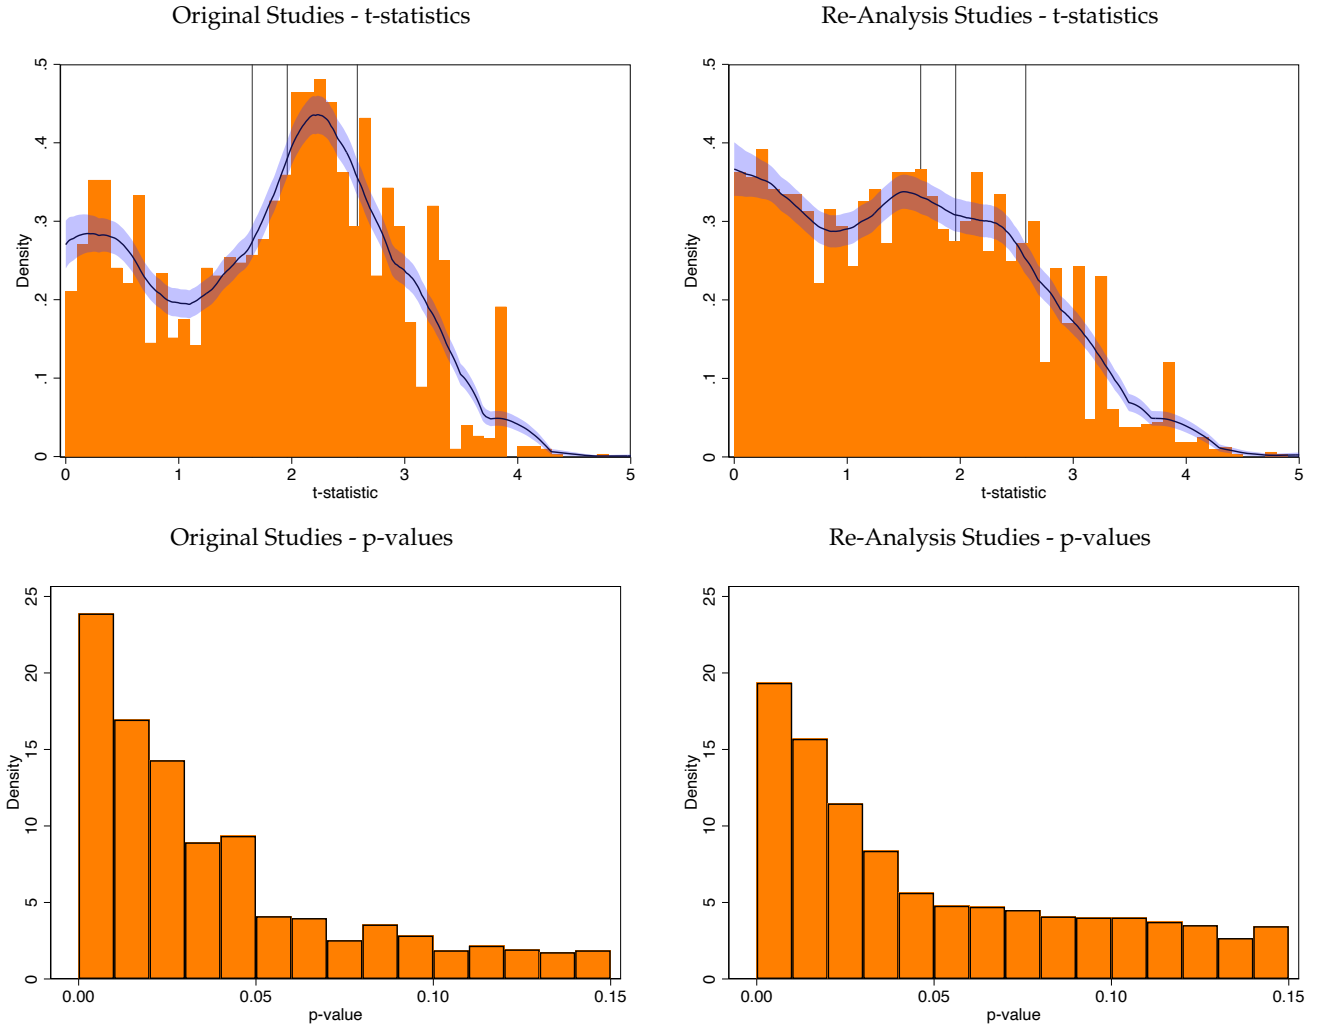 Original Studies - t-statistics
Re-Analysis Studies - t-statistics
Density
0 .1 .2 .3 .4 .5
0 1 2 3 4 5
t-statistic
Density
0 .1 .2 .3 .4 .5
0 1 2 3 4 5
t-statistic
Original Studies - p-values
Re-Analysis Studies - p-values
Density
0 5 10 15 20 25
0.00 0.05 0.10 0.15
p-value
Density
0 5 10 15 20 25
0.00 0.05 0.10 0.15
p-value